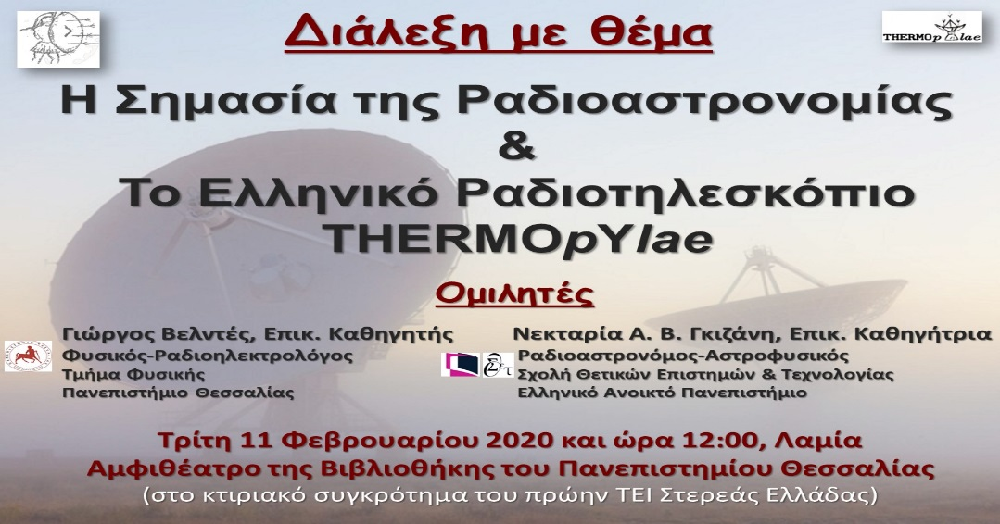 Διάλεξη με θέμα
THERMOpYlae
Η Σημασία της Ραδιοαστρονομίας
&
Το Ελληνικό Ραδιοτηλεσκόπιο
THERMOpYlae
Ομιλητές
Γιώργος Βελντές, Επικ. Καθηγητής
Φυσικός-Ραδιοηλεκτρολόγος
Τμήμα Φυσικής
Πανεπιστήμιο Θεσσαλίας
Νεκταρία Α. Β. Γκιζάνη, Επικ. Καθηγήτρια
Ραδιοαστρονόμος-Αστροφυσικός
Σχολή Θετικών Επιστημών & Τεχνολογίας
Ελληνικό Ανοικτό Πανεπιστήμιο
Τρίτη 11 Φεβρουαρίου 2020 και ώρα 12:00, Λαμία
Αμφιθέατρο της Βιβλιοθήκης του Πανεπιστημίου Θεσσαλίας
(στο κτιριακό συγκρότημα του πρώην ΤΕΙ Στερεάς Ελλάδας)